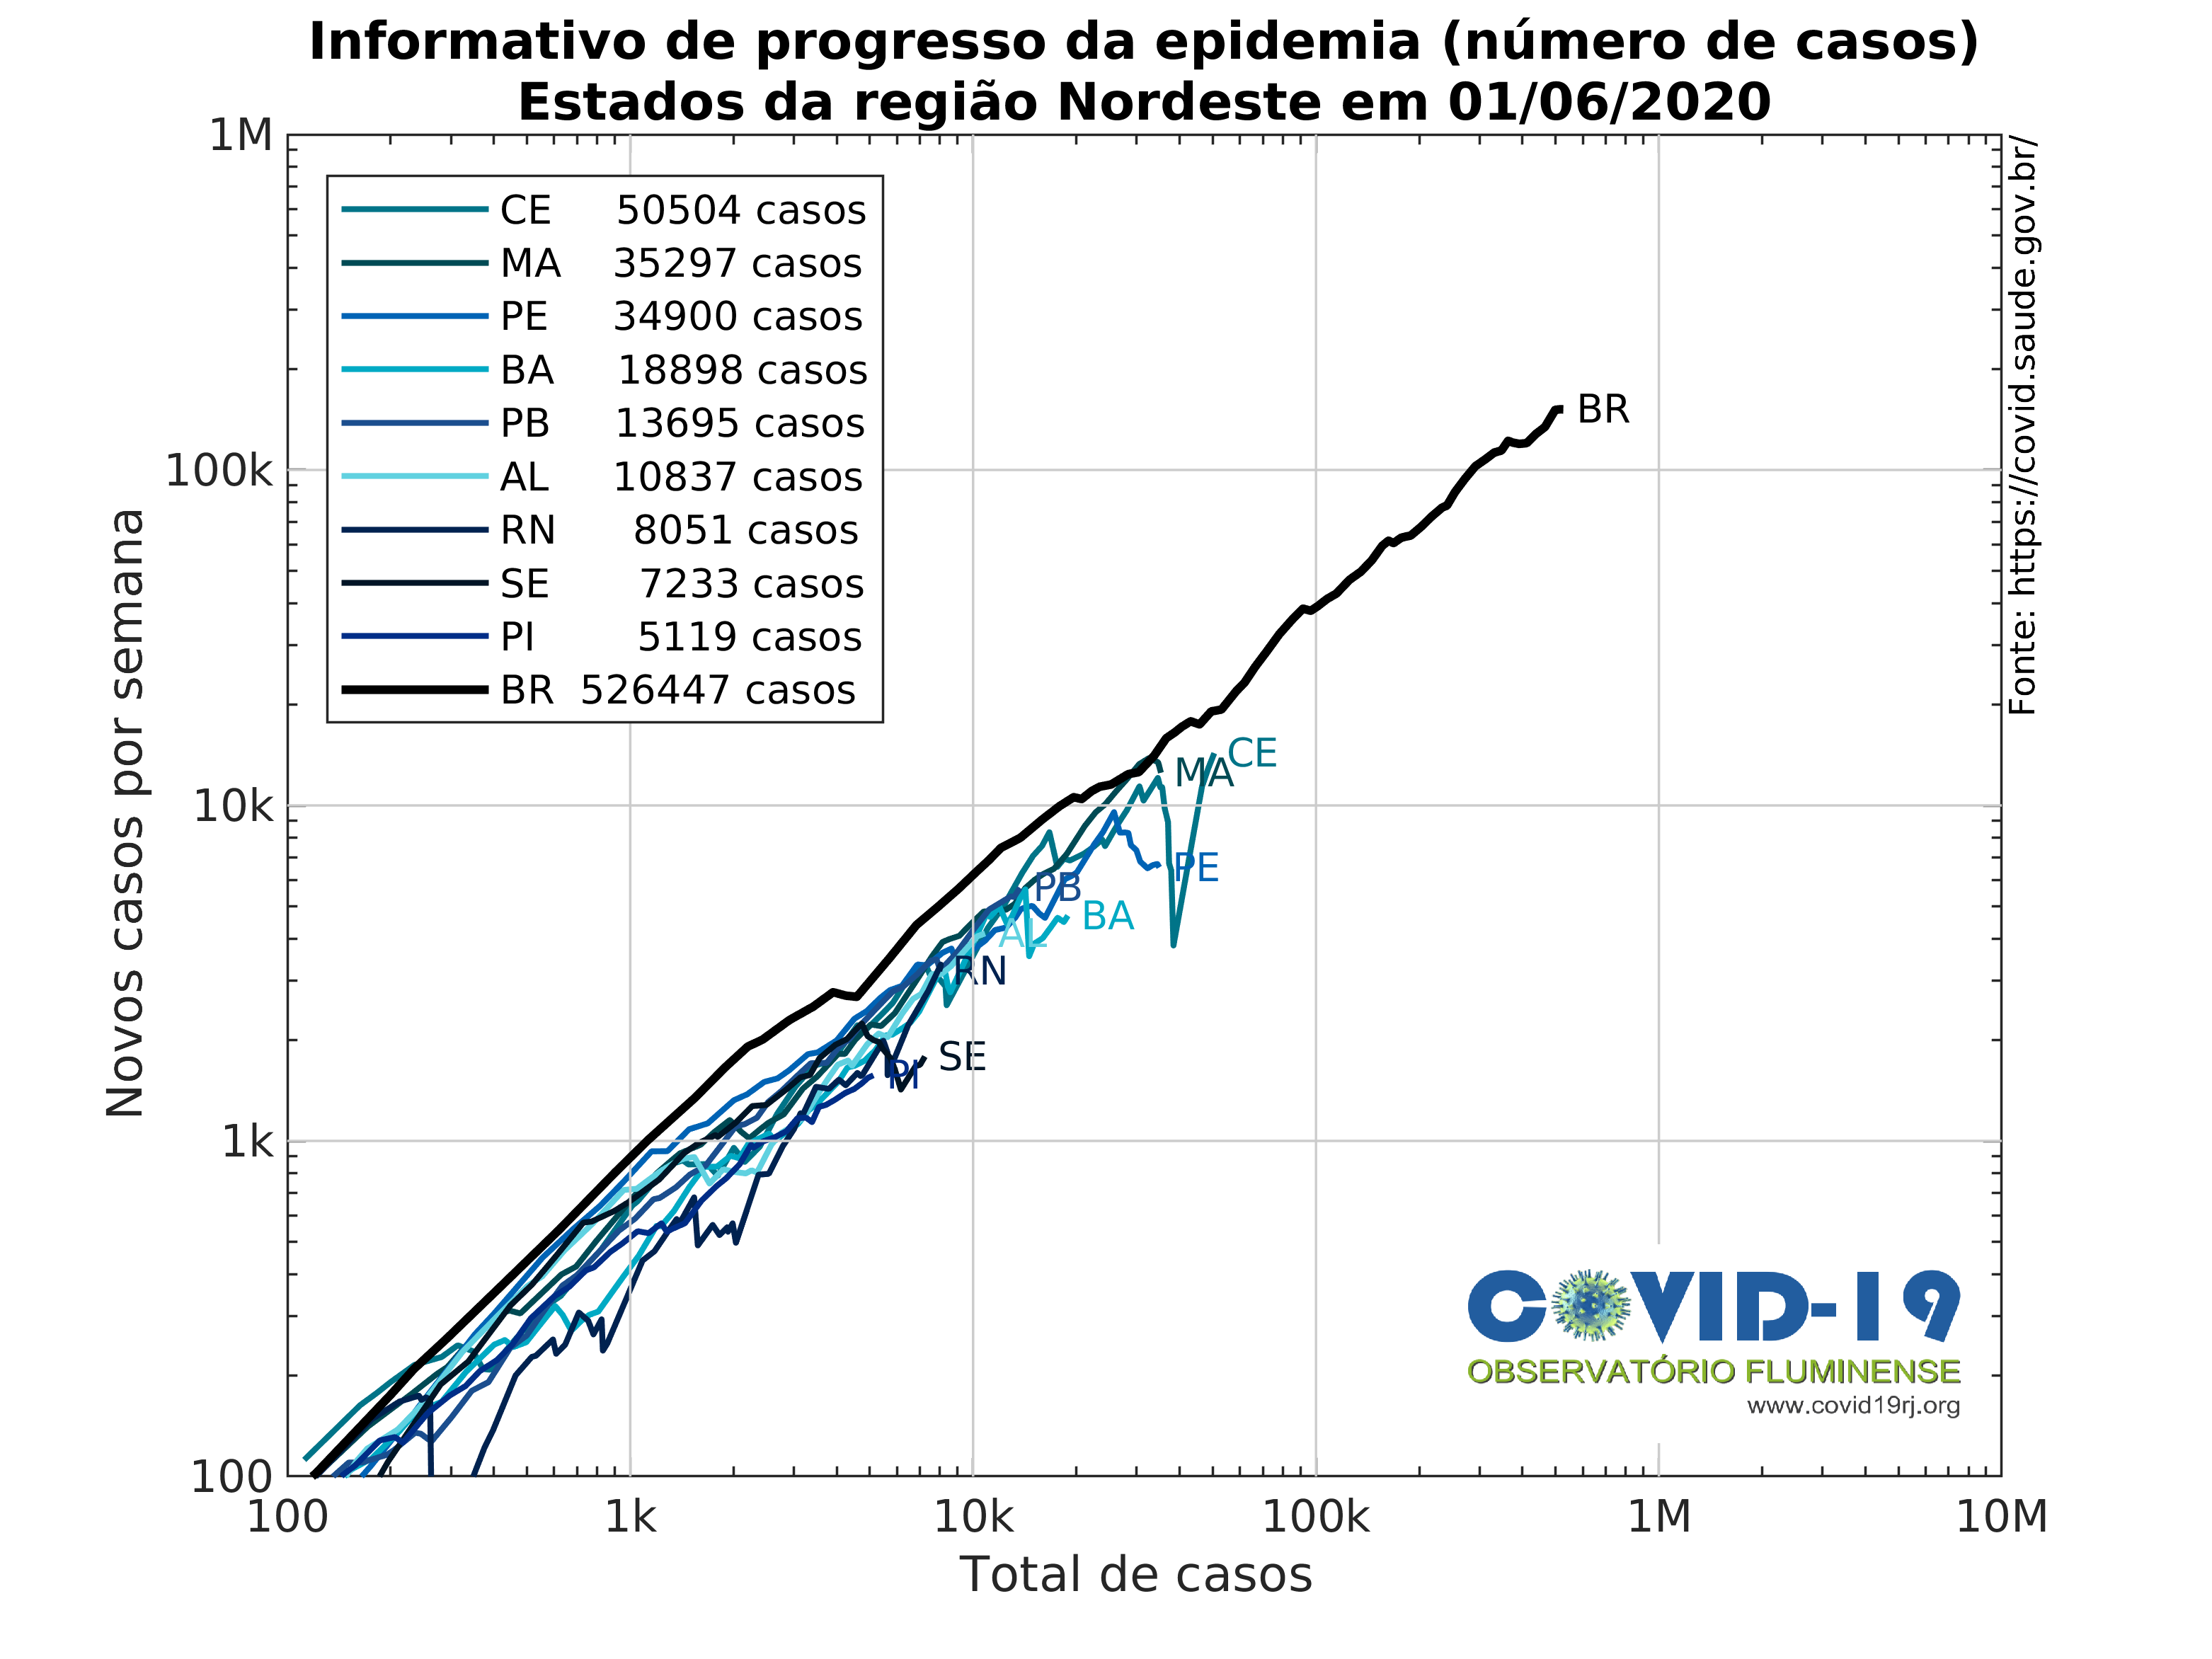 Informativo de progresso da epidemia (número de casos)
Estados da região Nordeste em 01/06/2020
1M
100k
10k
1k
100
Novos casos por semana
CE 50504 casos
MA 35297 casos
PE 34900 casos
BA 18898 casos
PB 13695 casos
AL 10837 casos
RN 8051 casos
SE 7233 casos
PI 5119 casos
BR 526447 casos
Fonte: https://covid.saude.gov.br/
BR
CE
MA
PE
PB
BA
AL
RN
SE
PI
COVID-19
OBSERVATÓRIO FLUMINENSE
www.covid19rj.org
100 1k 10k 100k 1M 10M
Total de casos